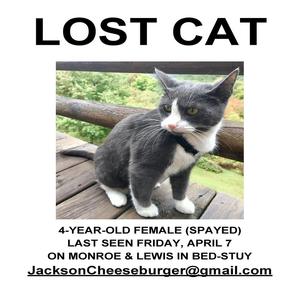 LOST CAT
4-YEAR-OLD FEMALE (SPAYED)
LAST SEEN FRIDAY, APRIL 7
ON MONROE & LEWIS IN BED-STUY
JacksonCheeseburger@gmail.com